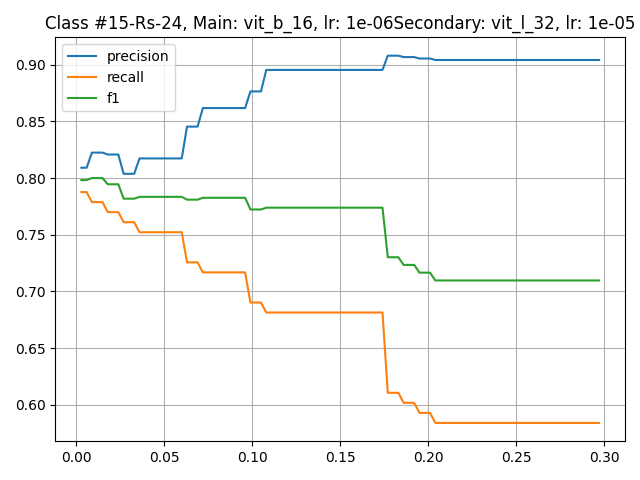 Class #15-Rs-24, Main: vit_b_16, lr: 1e-06Secondary: vit_l_32, lr: 1e-05
precision
recall
f1
0.90
0.85
0.80
0.75
0.70
0.65
0.60
0.00 0.05 0.10 0.15 0.20 0.25 0.30